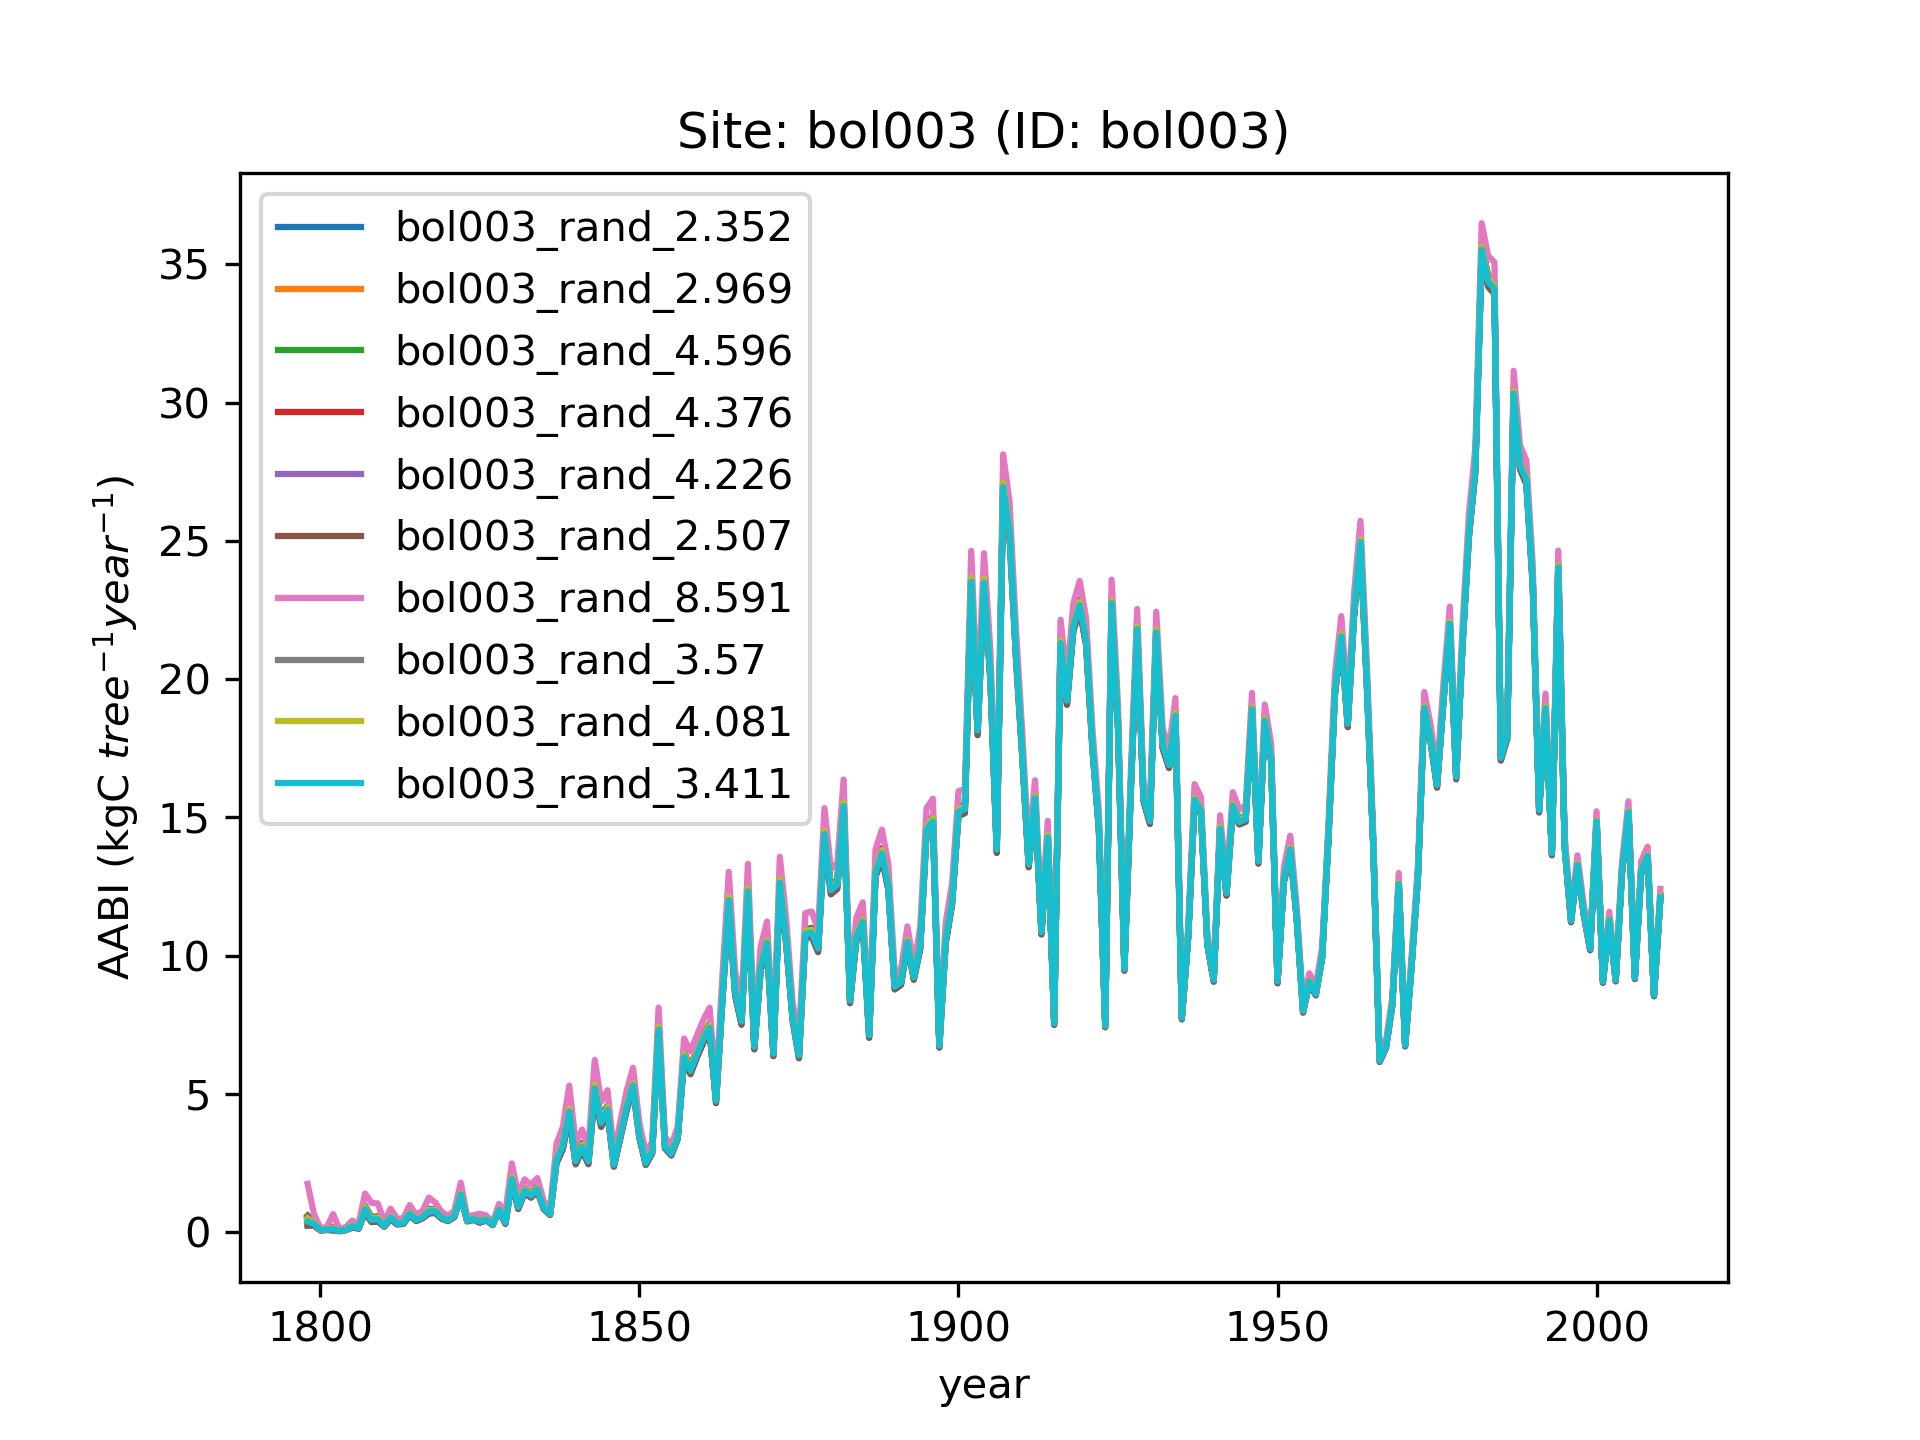 Site: bol003 (ID: bol003)
bol003_rand_2.352
bol003_rand_2.969
bol003_rand_4.596
bol003_rand_4.376
bol003_rand_4.226
bol003_rand_2.507
bol003_rand_8.591
bol003_rand_3.57
bol003_rand_4.081
bol003_rand_3.411
AABI (kgC tree⁻¹year⁻¹)
35
30
25
20
15
10
5
0
1800 1850 1900 1950 2000
year